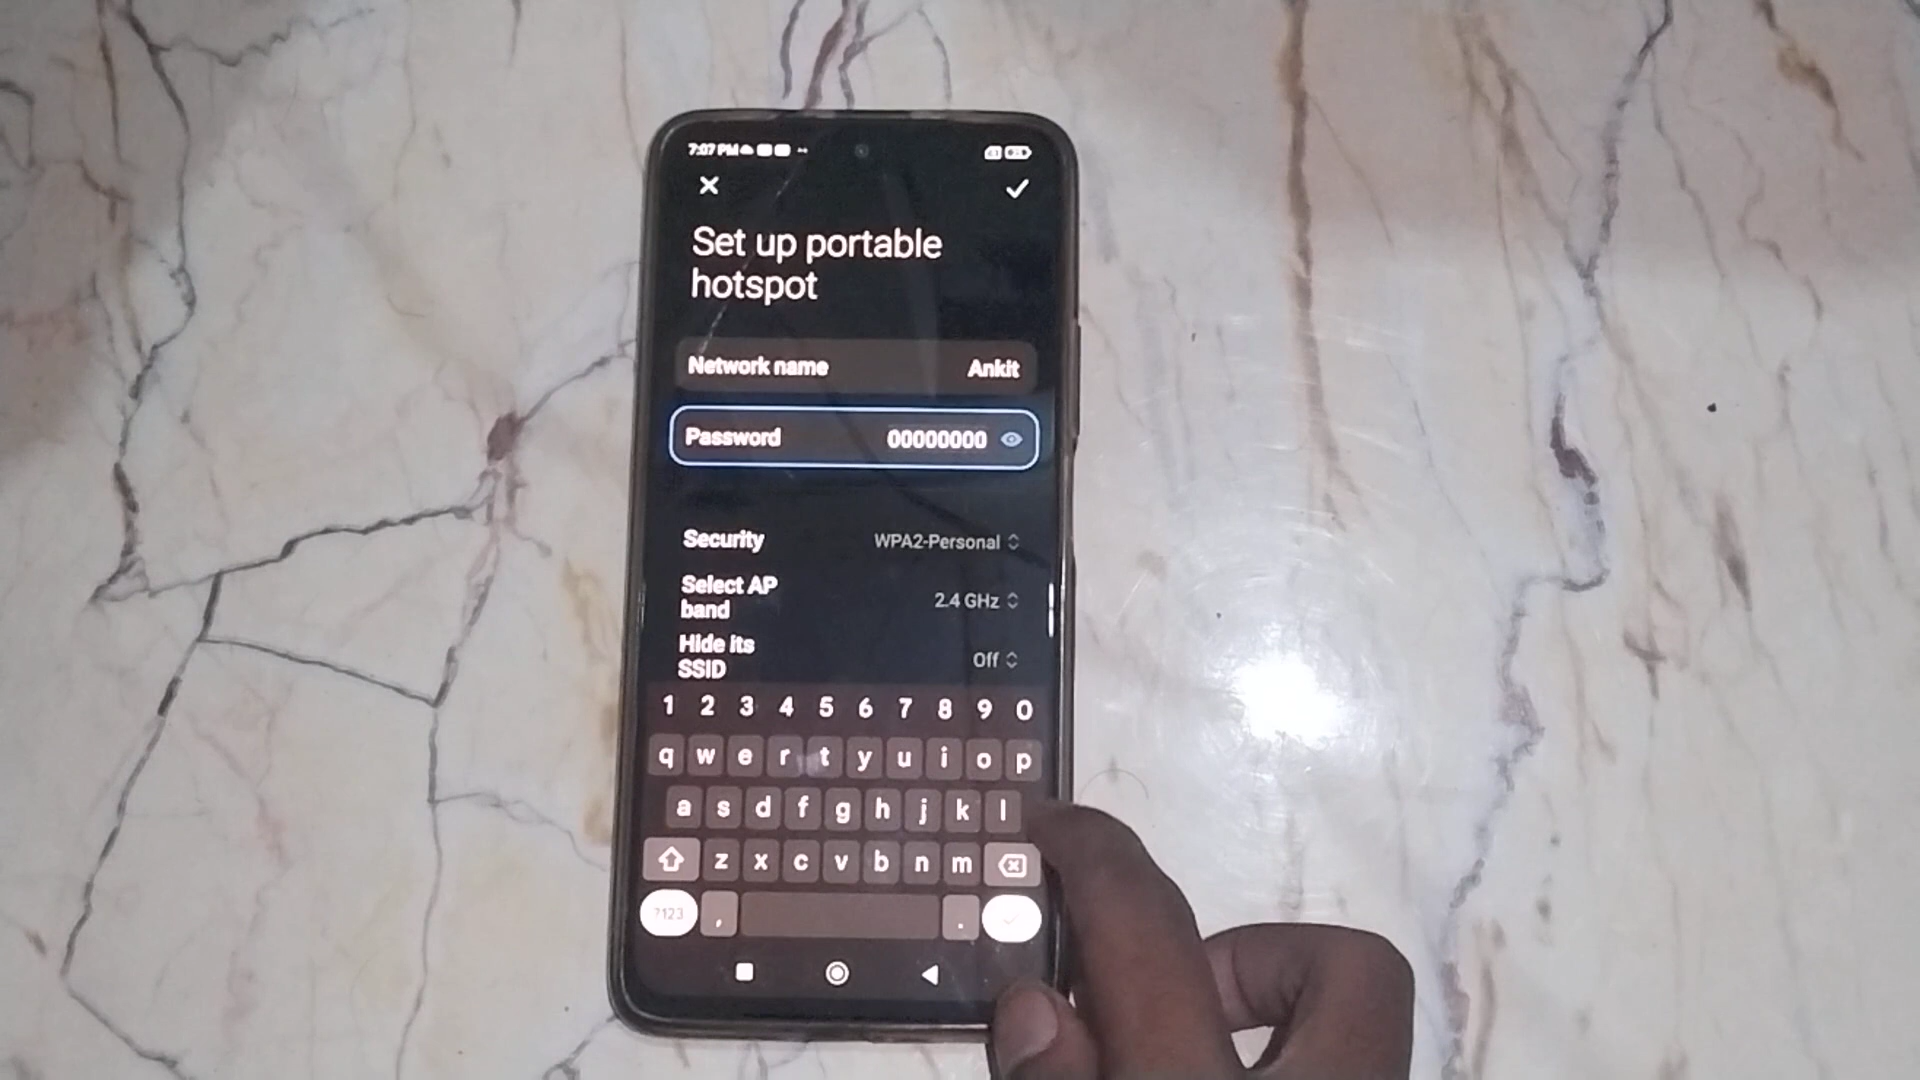 7:07 PM
Set up portable
hotspot
Network name Ankit
Password 00000000
Security WPA2-Personal
Select AP
band 2.4 GHz
Hide its
SSID Off
1 2 3 4 5 6 7 8 9 0
q w e r t y u i o p
a s d f g h j k l
z x c v b n m
?123 , .